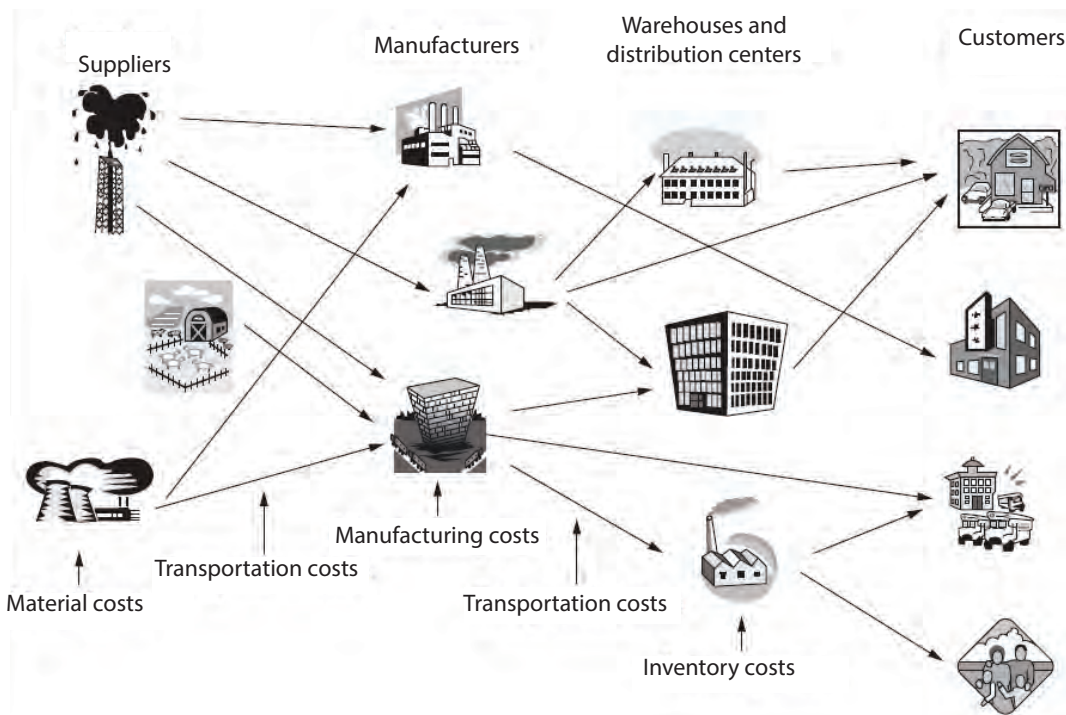 Suppliers
Manufacturers
Warehouses and
distribution centers
Customers
Manufacturing costs
Transportation costs
Material costs
Transportation costs
Inventory costs